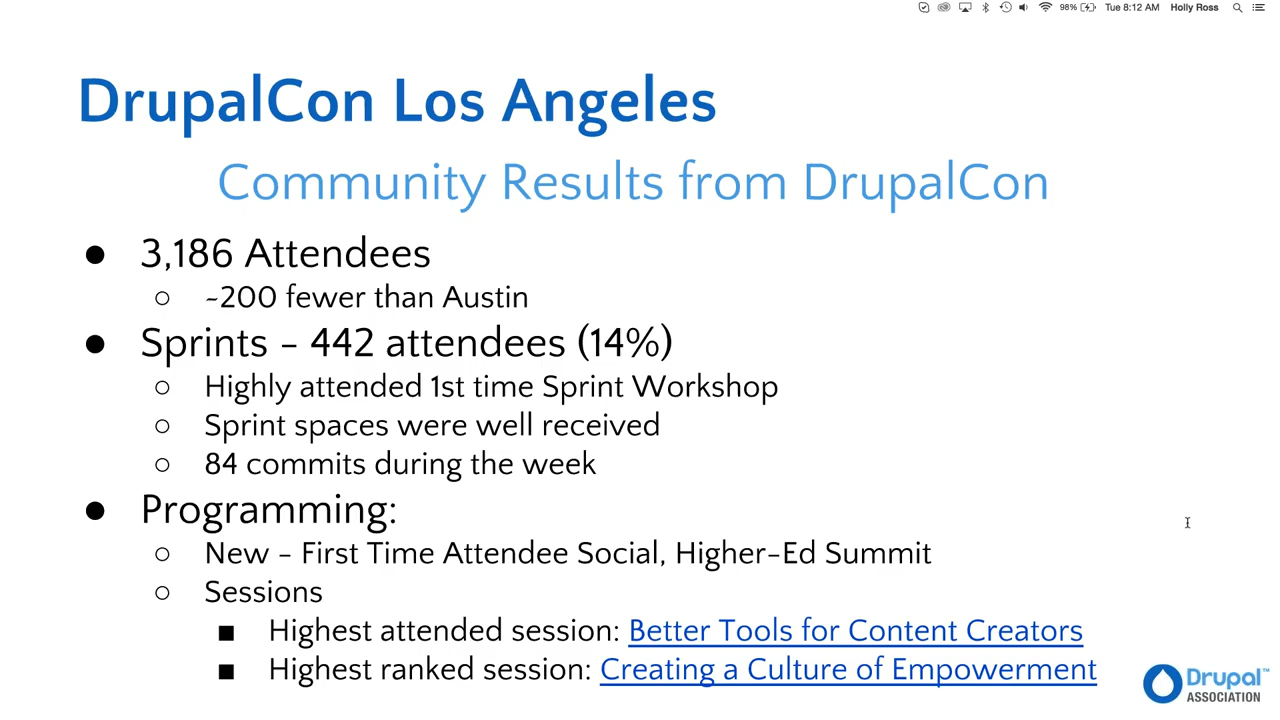 98% Tue 8:12 AM Holly Ross
DrupalCon Los Angeles
Community Results from DrupalCon
● 3,186 Attendees
○ ~200 fewer than Austin
● Sprints - 442 attendees (14%)
○ Highly attended 1st time Sprint Workshop
○ Sprint spaces were well received
○ 84 commits during the week
● Programming:
○ New - First Time Attendee Social, Higher-Ed Summit
○ Sessions
■ Highest attended session: Better Tools for Content Creators
■ Highest ranked session: Creating a Culture of Empowerment
Drupal™
ASSOCIATION